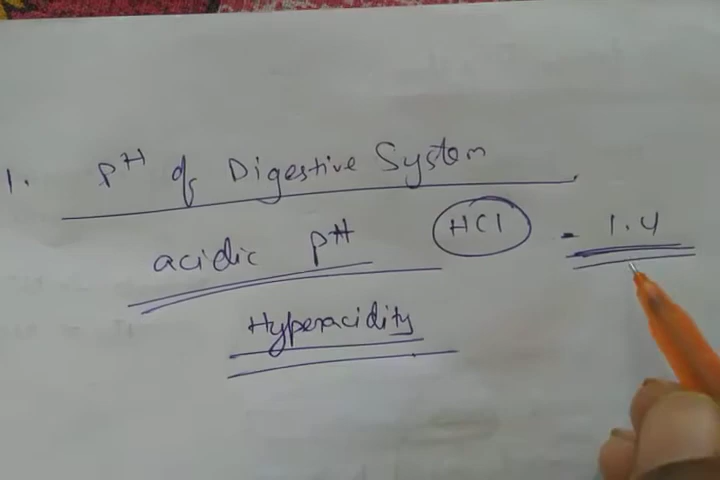 1. pH of Digestive System
acidic pH HCl - 1.4
Hyperacidity